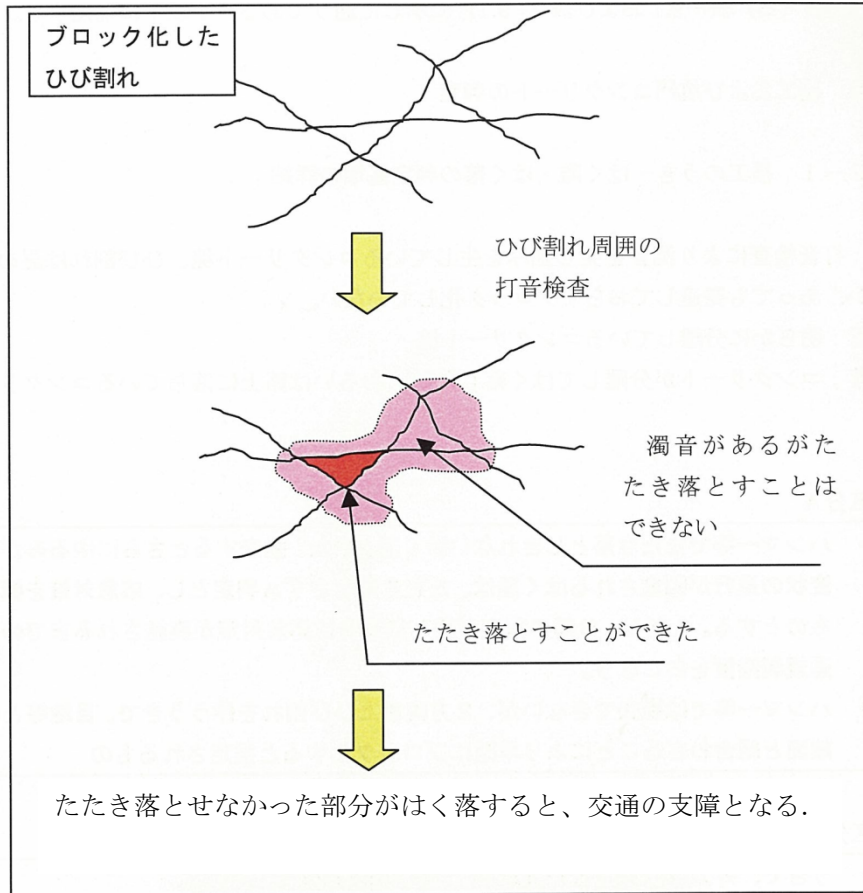 ブロック化した
ひび割れ
ひび割れ周囲の
打音検査
濁音があるがた
たき落とすことは
できない
たたき落とすことができた
たたき落とせなかった部分がはく落すると、交通の支障となる.